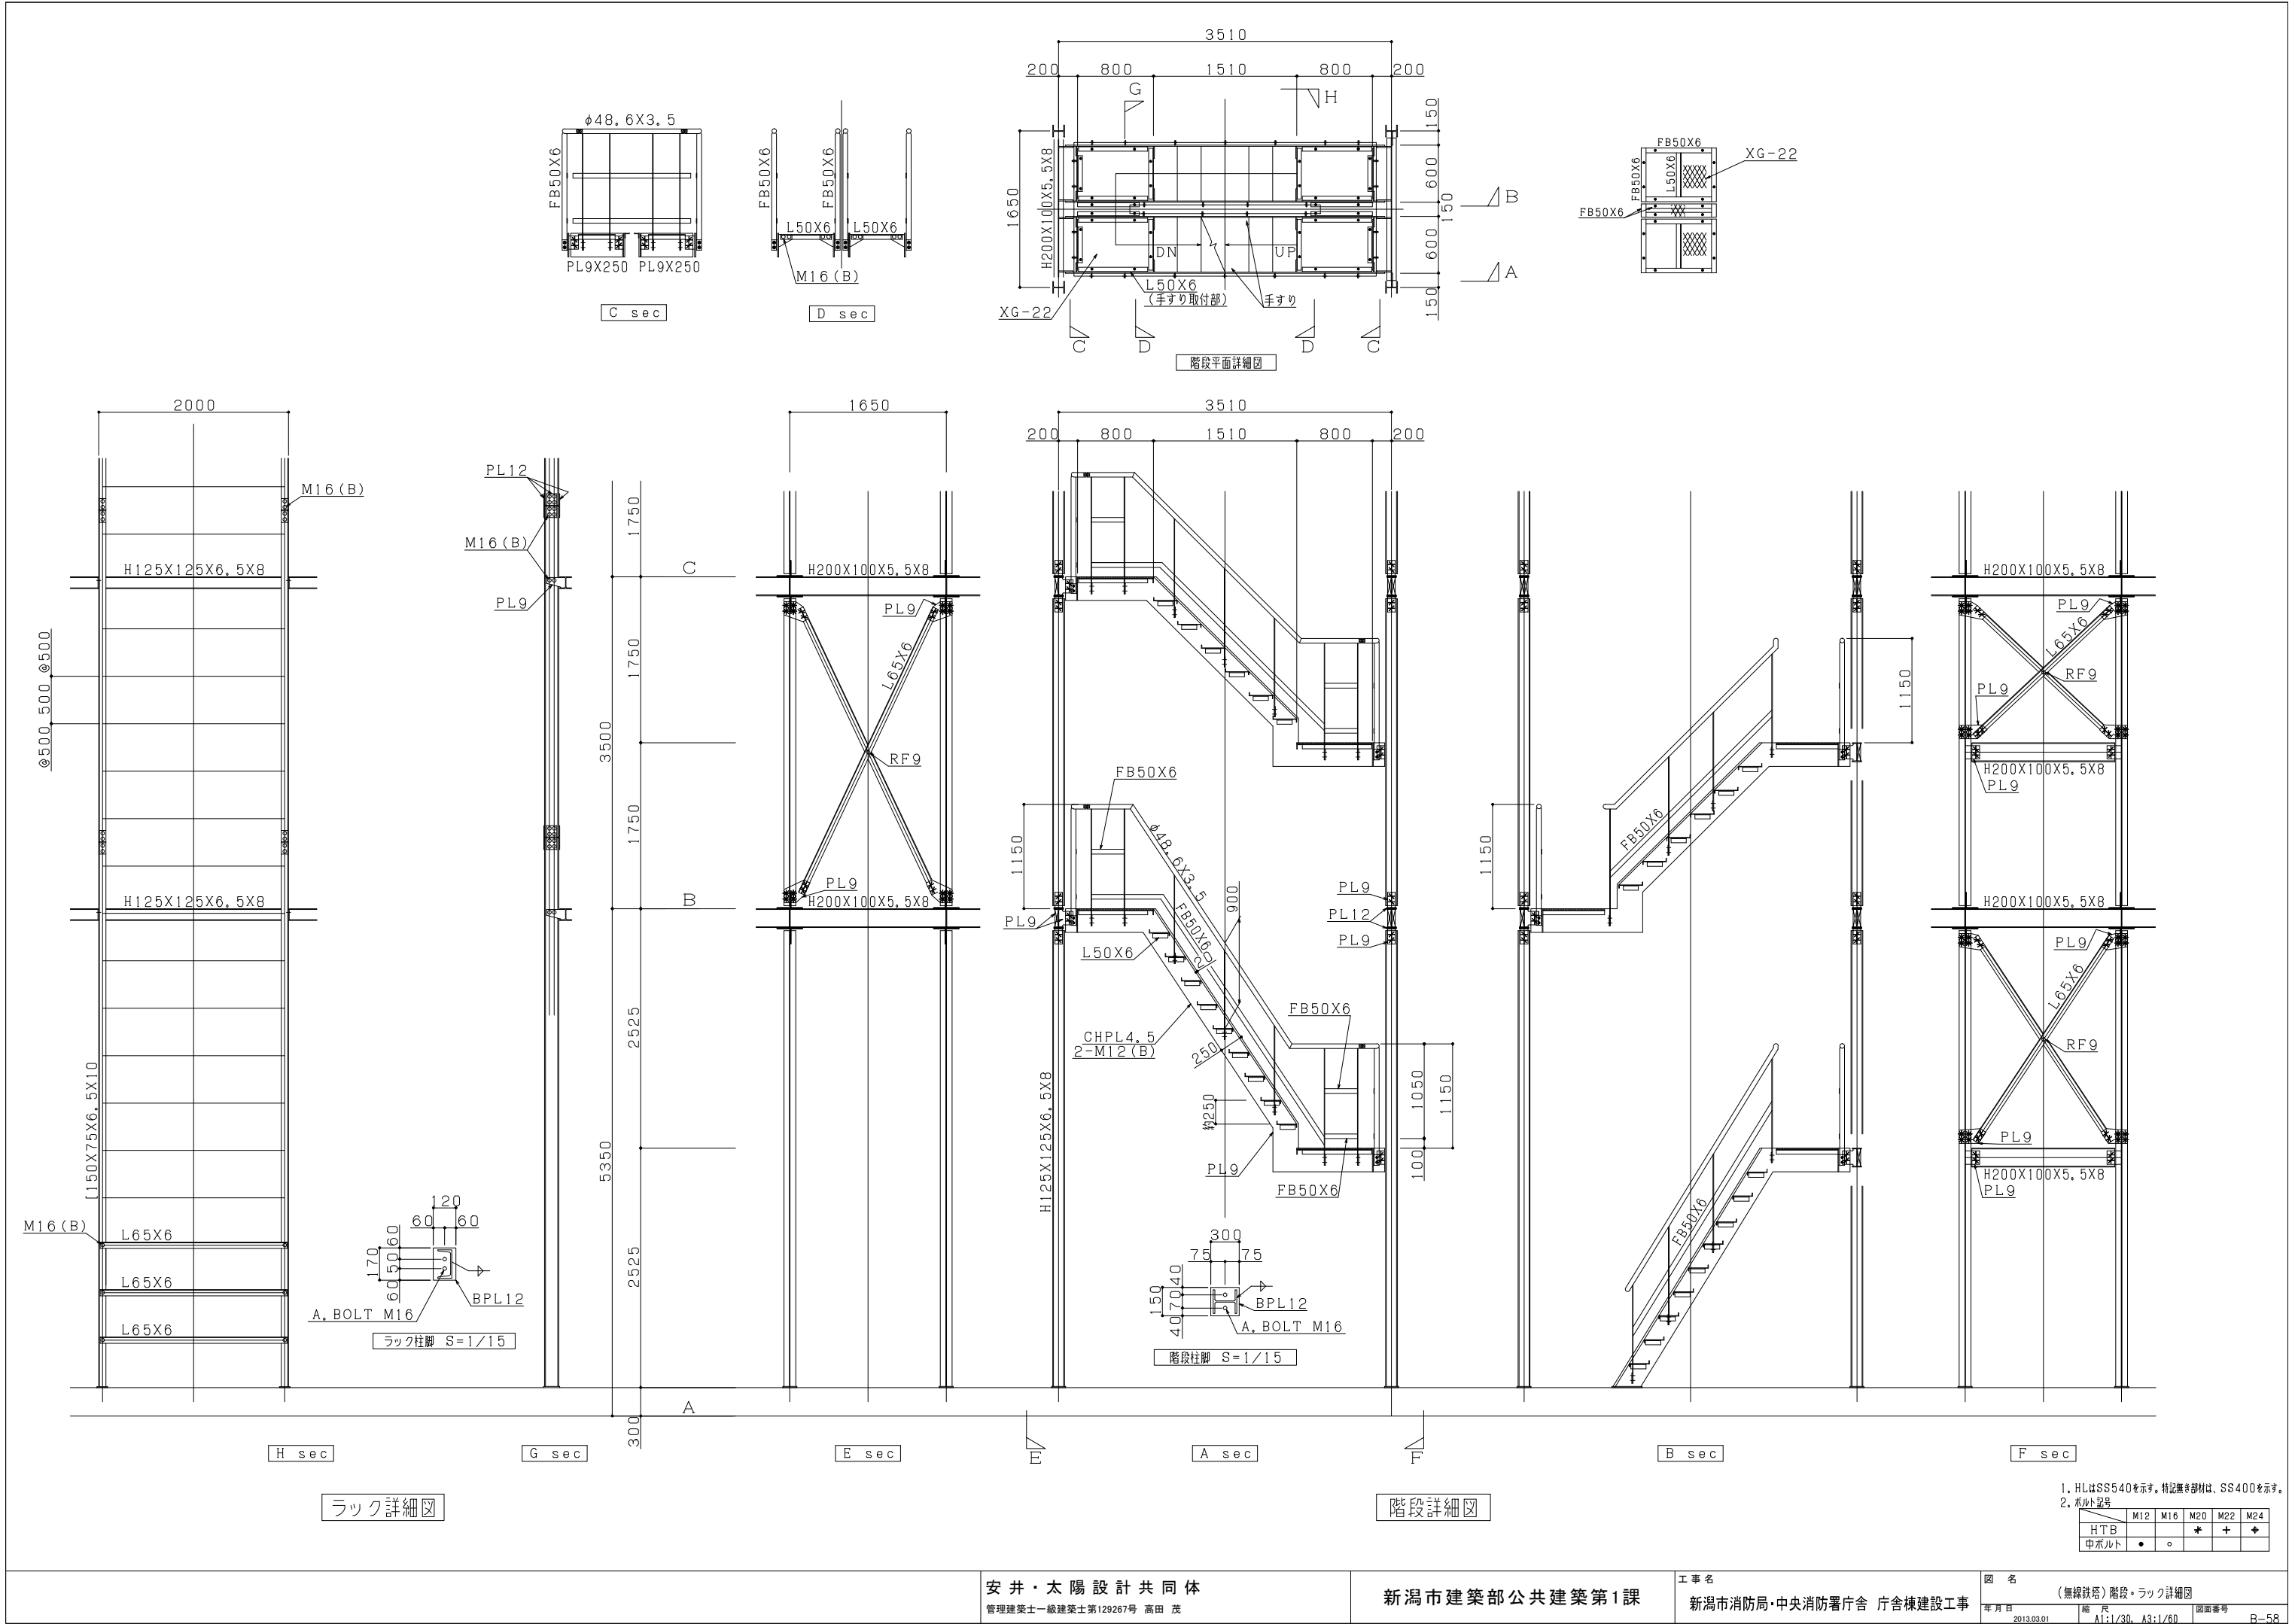 3510
200 800 1510 800 200
G
H
φ48.6X3.5
FB50X6
FB50X6
FB50X6
L50X6 L50X6
M16(B)
PL9X250 PL9X250
C sec
D sec
1650
H200X100X5.5X8
150
600
150
600
150
B
A
DN
UP
L50X6
(手すり取付部)
手すり
XG-22
C D D C
階段平面詳細図
FB50X6
XG-22
FB50X6
L50X6
FB50X6
2000
M16(B)
H125X125X6.5X8
@500 500 @500
H125X125X6.5X8
[150X75X6.5X10
M16(B)
L65X6
L65X6
L65X6
H sec
PL12
M16(B)
PL9
G sec
120
60 60
170
60 50 60
BPL12
A.BOLT M16
ラック柱脚 S=1/15
1750
C
1750
3500
1750
B
2525
5350
2525
A
300
1650
H200X100X5.5X8
PL9
L65X6
RF9
PL9
H200X100X5.5X8
E sec
3510
200 800 1510 800 200
FB50X6
1150
φ48.6X3.5
900
FB50X6
20
PL9
PL9
PL12
PL9
L50X6
CHPL4.5
2-M12(B)
250
FB50X6
H125X125X6.5X8
約250
1050
1150
100
PL9
FB50X6
300
75 75
150
40 70 40
BPL12
A.BOLT M16
階段柱脚 S=1/15
E
F
A sec
1150
1150
FB50X6
FB50X6
B sec
H200X100X5.5X8
PL9
L65X6
RF9
PL9
H200X100X5.5X8
PL9
H200X100X5.5X8
PL9
L65X6
RF9
PL9
H200X100X5.5X8
PL9
F sec
ラック詳細図
階段詳細図
1.HLはSS540を示す。特記無き部材は、SS400を示す。
2.ボルト記号
M12 M16 M20 M22 M24
HTB
中ボルト
安井・太陽設計共同体
管理建築士一級建築士第129267号 高田 茂
新潟市建築部公共建築第1課
工事名
新潟市消防局・中央消防署庁舎 庁舎棟建設工事
図 名
(無線鉄塔)階段・ラック詳細図
年月日
2013.03.01
縮 尺
A1:1/30, A3:1/60
図面番号
B-58